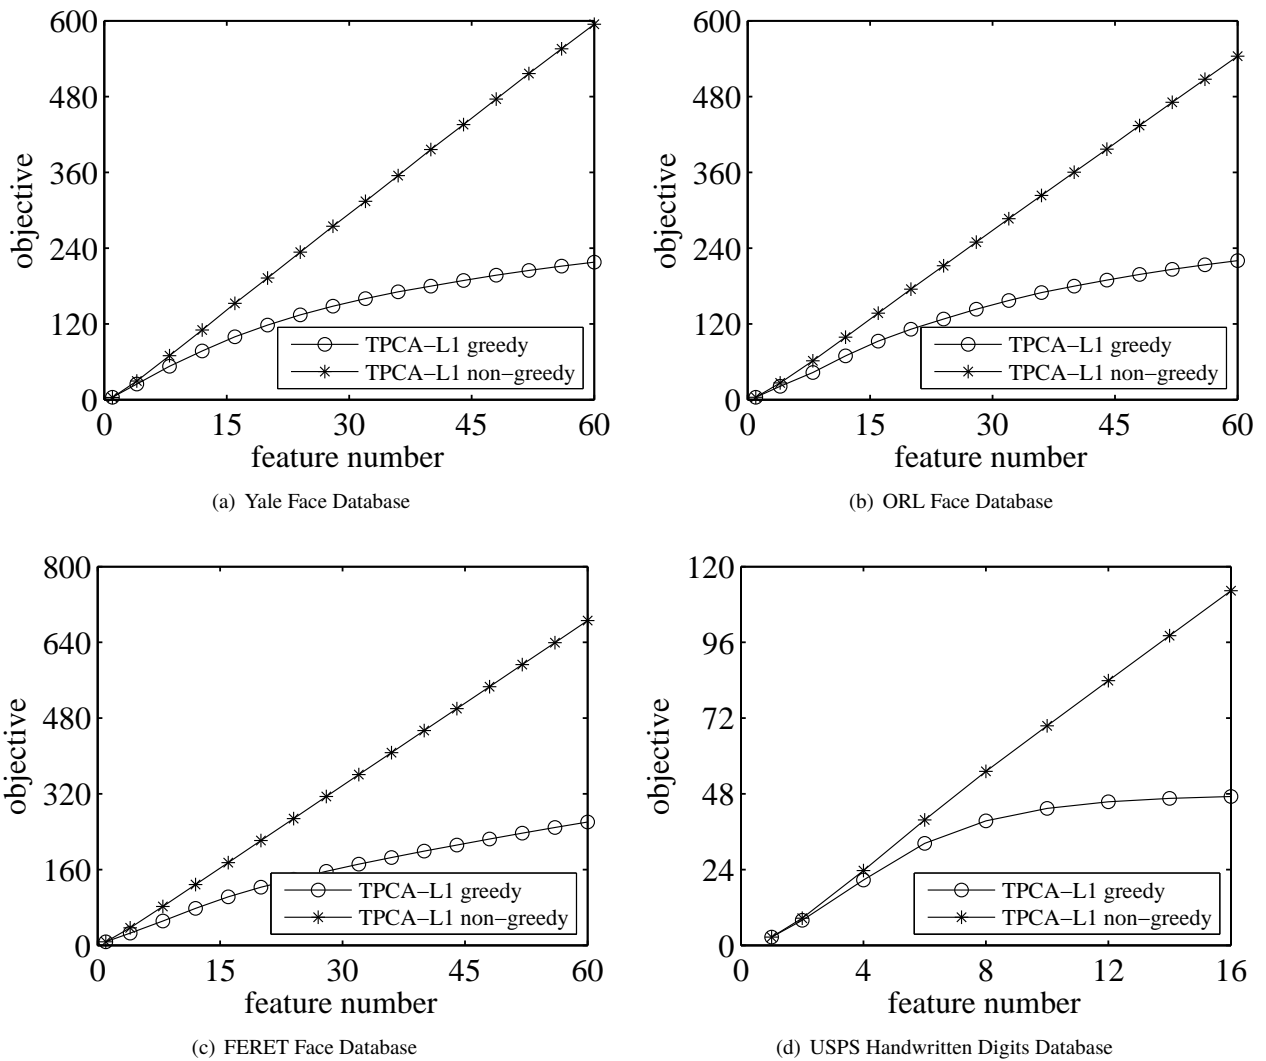 600
480
360
240
120
0
objective
TPCA–L1 greedy
TPCA–L1 non–greedy
0 15 30 45 60
feature number
(a) Yale Face Database
600
480
360
240
120
0
objective
TPCA–L1 greedy
TPCA–L1 non–greedy
0 15 30 45 60
feature number
(b) ORL Face Database
800
640
480
320
160
0
objective
TPCA–L1 greedy
TPCA–L1 non–greedy
0 15 30 45 60
feature number
(c) FERET Face Database
120
96
72
48
24
0
objective
TPCA–L1 greedy
TPCA–L1 non–greedy
0 4 8 12 16
feature number
(d) USPS Handwritten Digits Database